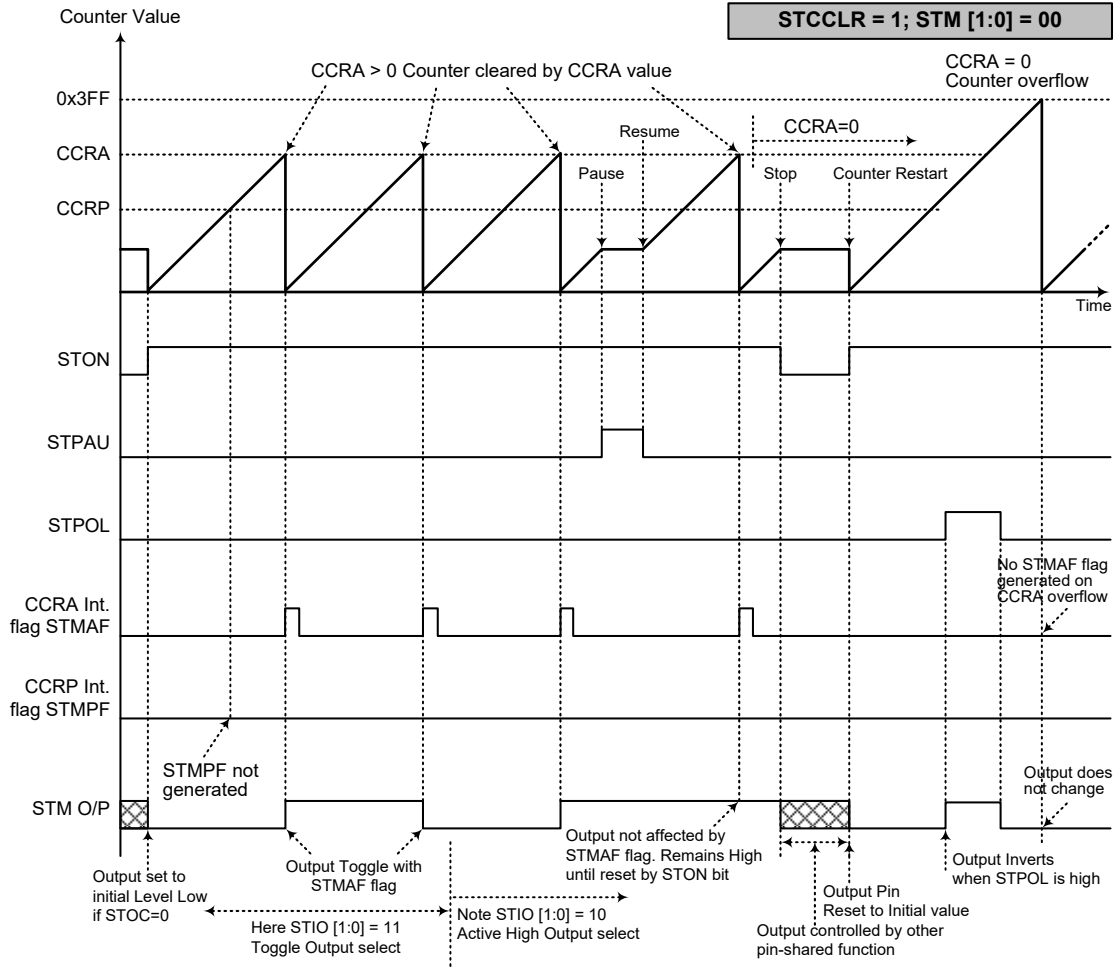 Counter Value
STCCLR = 1; STM [1:0] = 00
CCRA > 0 Counter cleared by CCRA value
CCRA = 0
Counter overflow
0x3FF
Resume
CCRA=0
CCRA
Pause
Stop
Counter Restart
CCRP
Time
STON
STPAU
STPOL
No STMAF flag
generated on
CCRA overflow
CCRA Int.
flag STMAF
CCRP Int.
flag STMPF
STMPF not
generated
Output does
not change
STM O/P
Output set to
initial Level Low
if STOC=0
Output Toggle with
STMAF flag
Output not affected by
STMAF flag. Remains High
until reset by STON bit
Output Inverts
when STPOL is high
Output Pin
Reset to Initial value
Here STIO [1:0] = 11
Toggle Output select
Note STIO [1:0] = 10
Active High Output select
Output controlled by other
pin-shared function